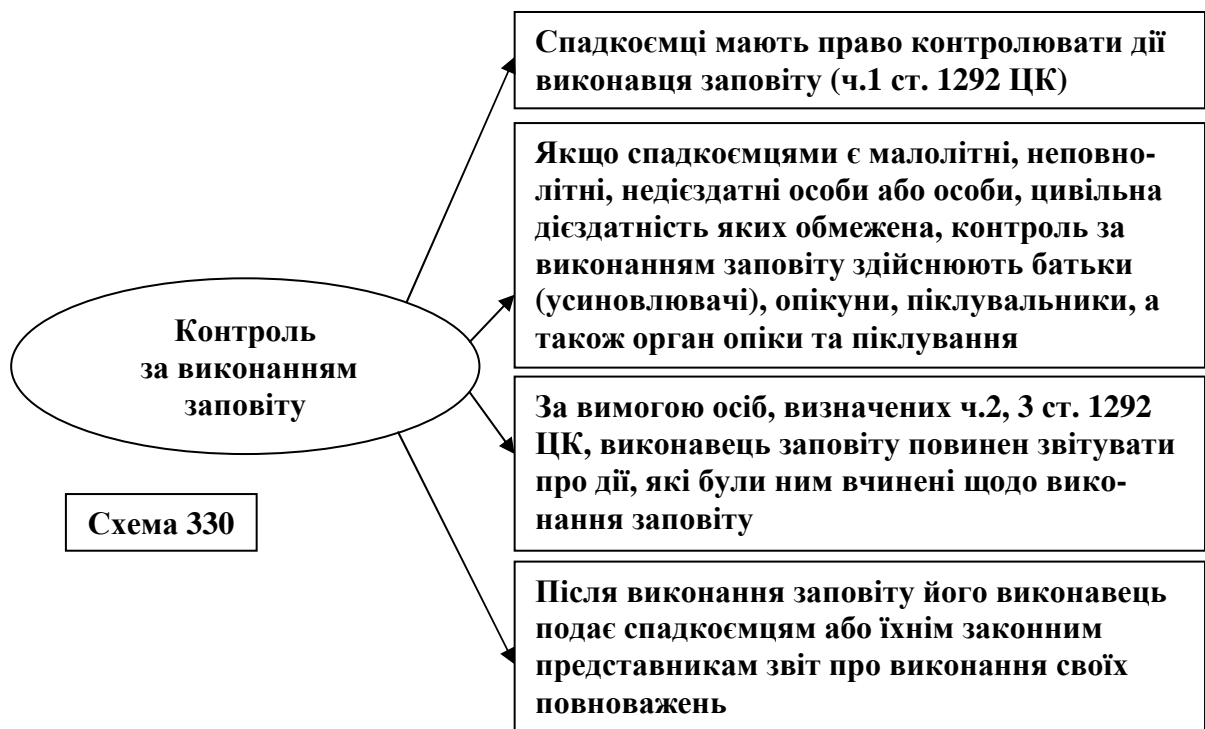 Спадкоємці мають право контролювати дії
виконавця заповіту (ч.1 ст. 1292 ЦК)
Якщо спадкоємцями є малолітні, неповно-
літні, недієздатні особи або особи, цивільна
дієздатність яких обмежена, контроль за
виконанням заповіту здійснюють батьки
(усиновлювачі), опікуни, піклувальники, а
також орган опіки та піклування
Контроль
за виконанням
заповіту
За вимогою осіб, визначених ч.2, 3 ст. 1292
ЦК, виконавець заповіту повинен звітувати
про дії, які були ним вчинені щодо вико-
нання заповіту
Схема 330
Після виконання заповіту його виконавець
подає спадкоємцям або їхнім законним
представникам звіт про виконання своїх
повноважень